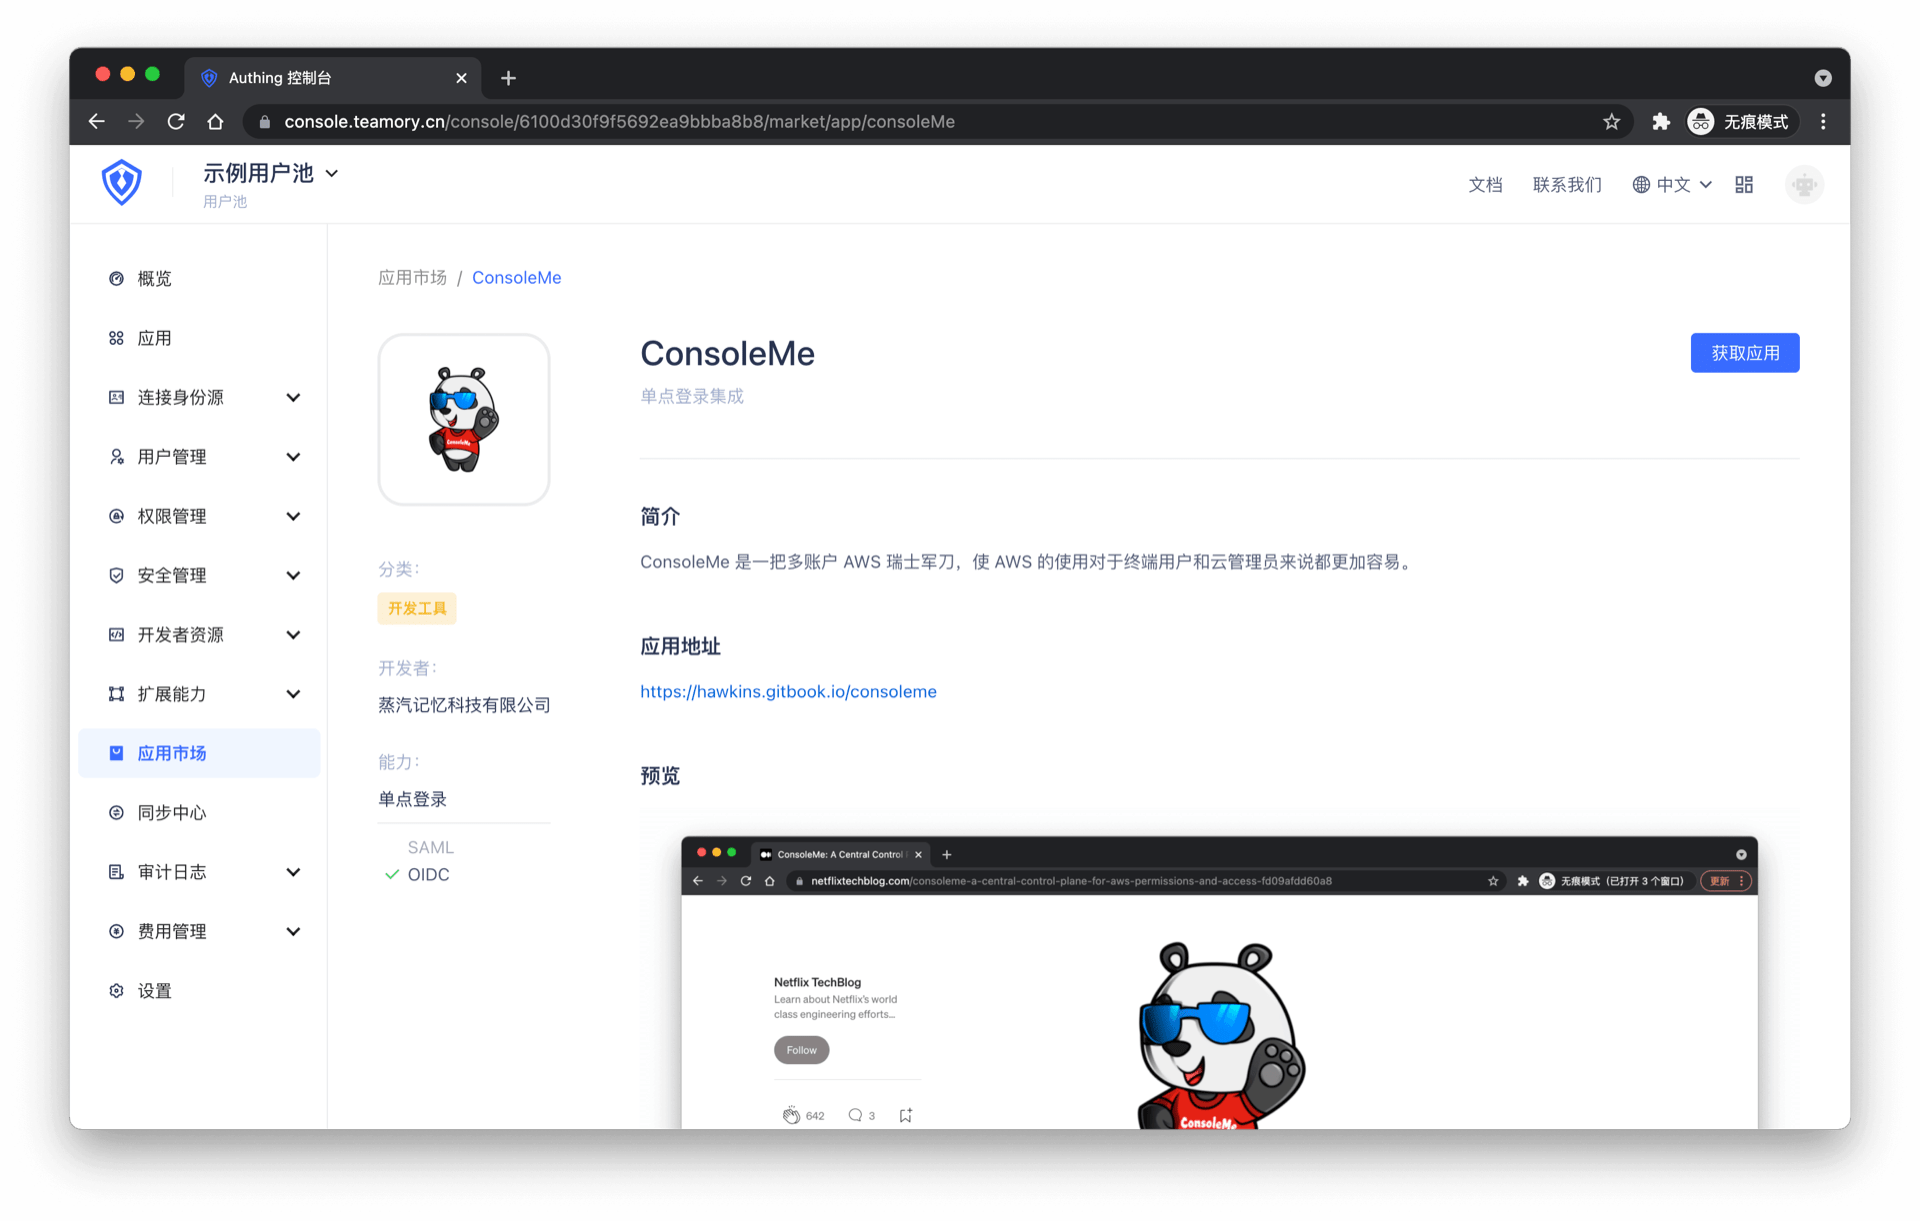 Authing 控制台
console.teamory.cn/console/6100d30f9f5692ea9bbba8b8/market/app/consoleMe
无痕模式
示例用户池
用户池
文档
联系我们
中文
概览
应用
连接身份源
用户管理
权限管理
安全管理
开发者资源
扩展能力
应用市场
同步中心
审计日志
费用管理
设置
应用市场 / ConsoleMe
ConsoleMe
分类：
开发工具
开发者：
蒸汽记忆科技有限公司
能力：
单点登录
SAML
OIDC
ConsoleMe
单点登录集成
获取应用
简介
ConsoleMe 是一把多账户 AWS 瑞士军刀，使 AWS 的使用对于终端用户和云管理员来说都更加容易。
应用地址
https://hawkins.gitbook.io/consoleme
预览
ConsoleMe: A Central Control
netflixtechblog.com/consoleme-a-central-control-plane-for-aws-permissions-and-access-fd09afdd60a8
无痕模式（已打开 3 个窗口）
更新
Netflix TechBlog
Learn about Netflix's world
class engineering efforts...
Follow
642
3
ConsoleMe